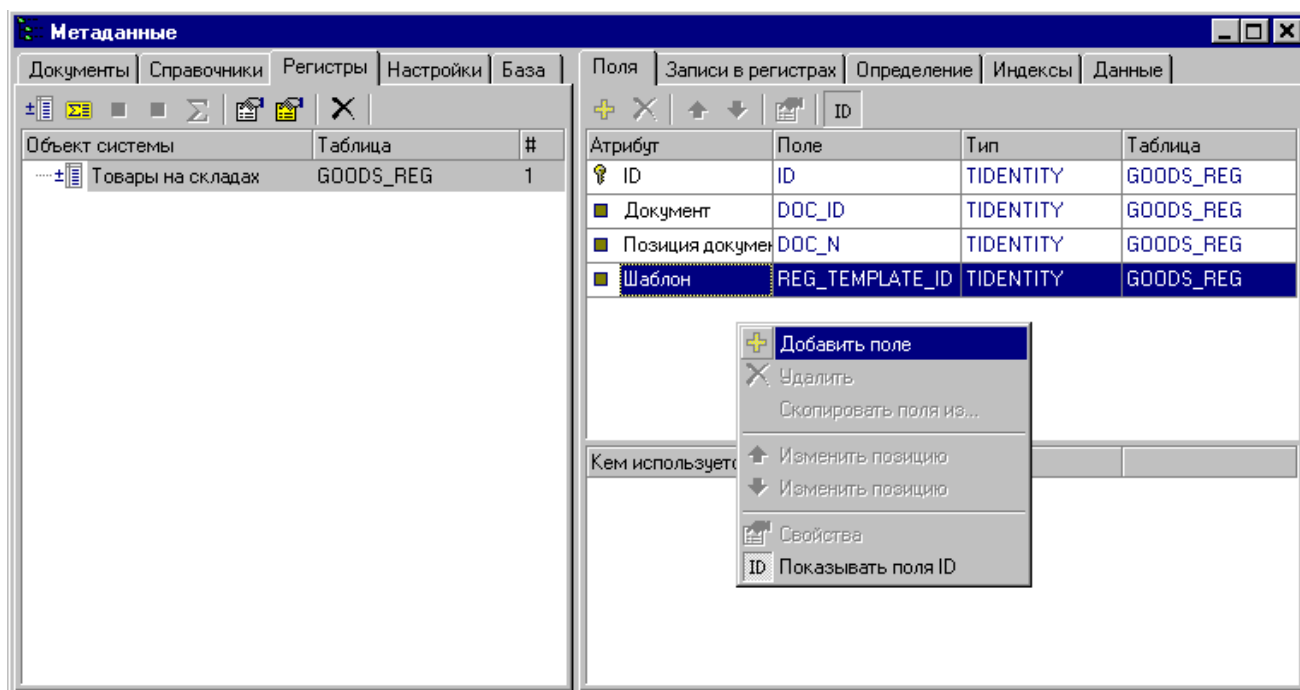 Метаданные
Документы Справочники Регистры Настройки База
Поля Записи в регистрах Определение Индексы Данные
ID
Объект системы Таблица #
Товары на складах GOODS_REG 1
Атрибут Поле Тип Таблица
ID ID TIDENTITY GOODS_REG
Документ DOC_ID TIDENTITY GOODS_REG
Позиция докумен DOC_N TIDENTITY GOODS_REG
Шаблон REG_TEMPLATE_ID TIDENTITY GOODS_REG
Добавить поле
Удалить
Скопировать поля из...
Кем используетс
Изменить позицию
Изменить позицию
Свойства
ID Показывать поля ID